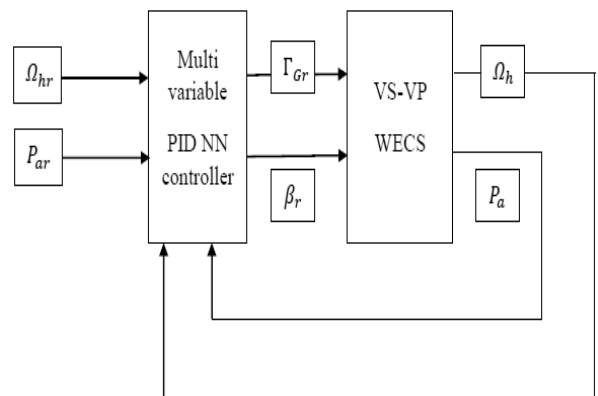 Ω_hr
P_ar
Multi
variable
PID NN
controller
Γ_Gr
β_r
VS-VP
WECS
Ω_h
P_a